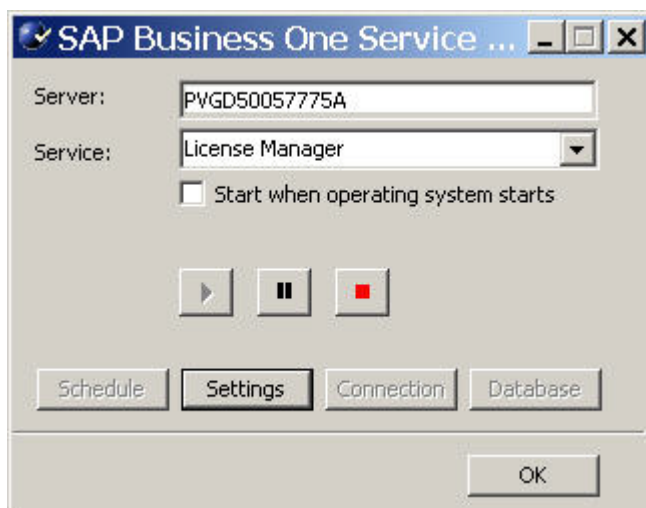 SAP Business One Service ...
Server: PVGD50057775A
Service: License Manager
Start when operating system starts
Schedule Settings Connection Database
OK